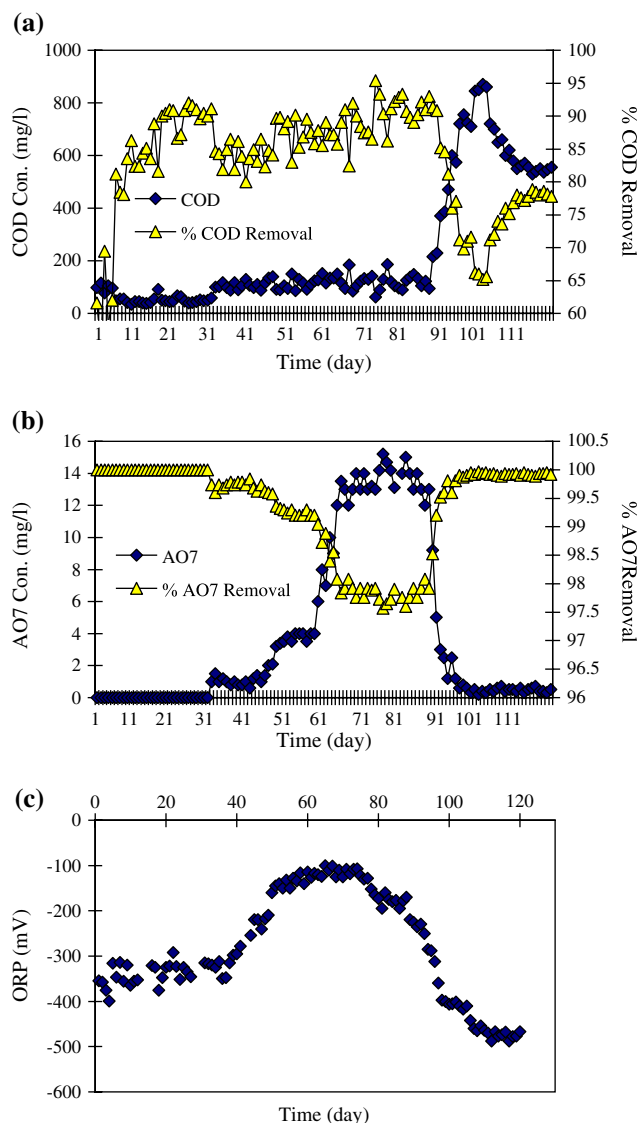 (a)
1000
800
600
400
200
0
COD Con. (mg/l)
100
95
90
85
80
75
70
65
60
% COD Removal
COD
% COD Removal
1 11 21 31 41 51 61 71 81 91 101 111
Time (day)
(b)
16
14
12
10
8
6
4
2
0
AO7 Con. (mg/l)
100.5
100
99.5
99
98.5
98
97.5
97
96.5
96
% AO7Removal
AO7
% AO7 Removal
1 11 21 31 41 51 61 71 81 91 101 111
Time (day)
(c)
0 20 40 60 80 100 120
0
-100
-200
-300
-400
-500
-600
ORP (mV)
Time (day)